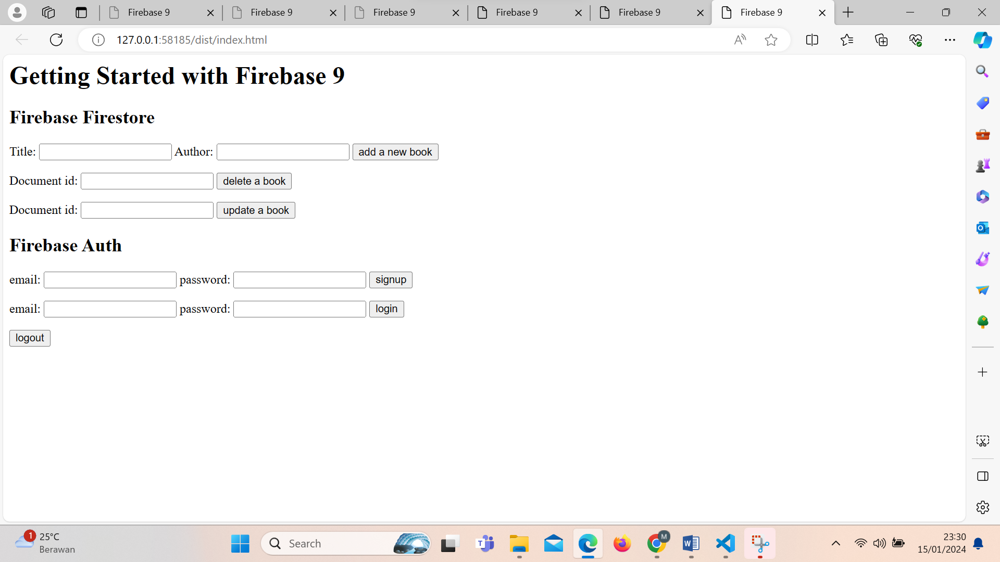 Firebase 9
Firebase 9
Firebase 9
Firebase 9
Firebase 9
Firebase 9
127.0.0.1:58185/dist/index.html
Getting Started with Firebase 9
Firebase Firestore
Title: Author: add a new book
Document id: delete a book
Document id: update a book
Firebase Auth
email: password: signup
email: password: login
logout
1
25°C
Berawan
Search
M
23:30
15/01/2024